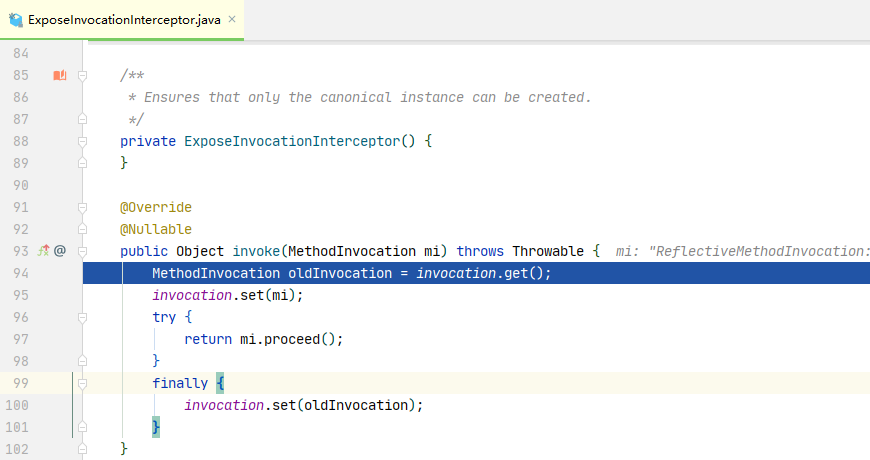 ExposeInvocationInterceptor.java ×
84
85 /**
86 * Ensures that only the canonical instance can be created.
87 */
88 private ExposeInvocationInterceptor() {
89 }
90
91 @Override
92 @Nullable
93 @ public Object invoke(MethodInvocation mi) throws Throwable { mi: "ReflectiveMethodInvocation:
94 MethodInvocation oldInvocation = invocation.get();
95 invocation.set(mi);
96 try {
97 return mi.proceed();
98 }
99 finally {
100 invocation.set(oldInvocation);
101 }
102 }